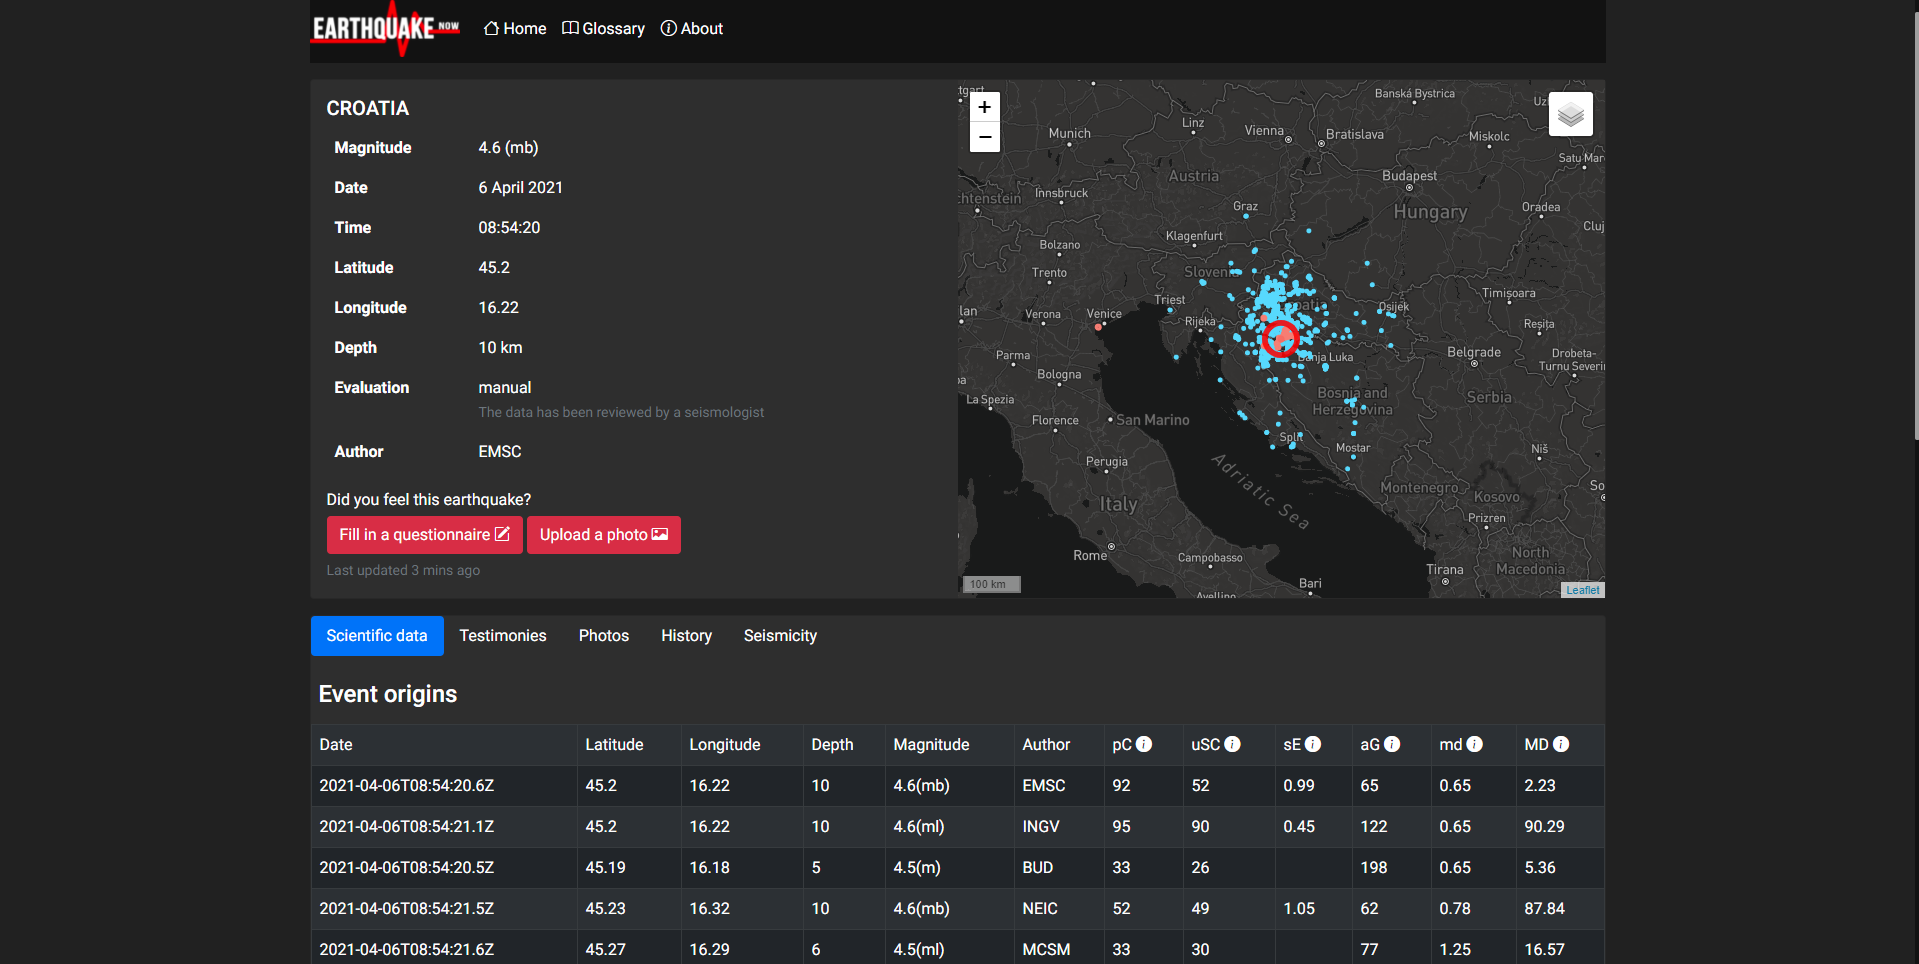 EARTHQUAKE NOW
Home
Glossary
About
CROATIA
Magnitude 4.6 (mb)
Date 6 April 2021
Time 08:54:20
Latitude 45.2
Longitude 16.22
Depth 10 km
Evaluation manual
The data has been reviewed by a seismologist
Author EMSC
Did you feel this earthquake?
Fill in a questionnaire
Upload a photo
Last updated 3 mins ago
+
−
Banská Bystrica
Linz
Vienna
Bratislava
Munich
Miskolc
Satu Mar
Austria
Budapest
Innsbruck
chtenstein
Hungary
Oradea
Graz
Cluj
Klagenfurt
Bolzano
Trento
Slovenia
Timișoara
Triest
Osijek
Verona
Venice
Rijeka
Reșița
Parma
Banja Luka
Belgrade
Drobeta-
Turnu Severin
Bologna
La Spezia
Bosnia and
Herzegovina
Serbia
Florence
San Marino
Split
Mostar
Niš
Perugia
Adriatic Sea
Montenegro
Kosovo
Italy
Prizren
Rome
Campobasso
North
Macedonia
Tirana
Bari
Avellino
100 km
Leaflet
Scientific data
Testimonies
Photos
History
Seismicity
Event origins
Date Latitude Longitude Depth Magnitude Author pC uSC sE aG md MD
2021-04-06T08:54:20.6Z 45.2 16.22 10 4.6(mb) EMSC 92 52 0.99 65 0.65 2.23
2021-04-06T08:54:21.1Z 45.2 16.22 10 4.6(ml) INGV 95 90 0.45 122 0.65 90.29
2021-04-06T08:54:20.5Z 45.19 16.18 5 4.5(m) BUD 33 26 198 0.65 5.36
2021-04-06T08:54:21.5Z 45.23 16.32 10 4.6(mb) NEIC 52 49 1.05 62 0.78 87.84
2021-04-06T08:54:21.6Z 45.27 16.29 6 4.5(ml) MCSM 33 30 77 1.25 16.57